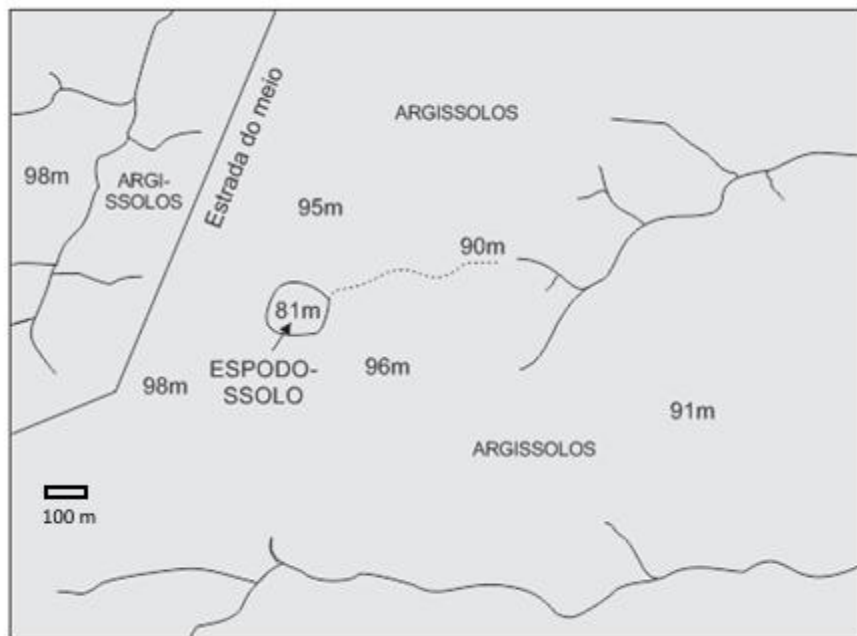 ARGISSOLOS
Estrada do meio
98m
ARGI-
SSOLOS
95m
90m
81m
ESPODO-
SSOLO
96m
98m
91m
ARGISSOLOS
100 m